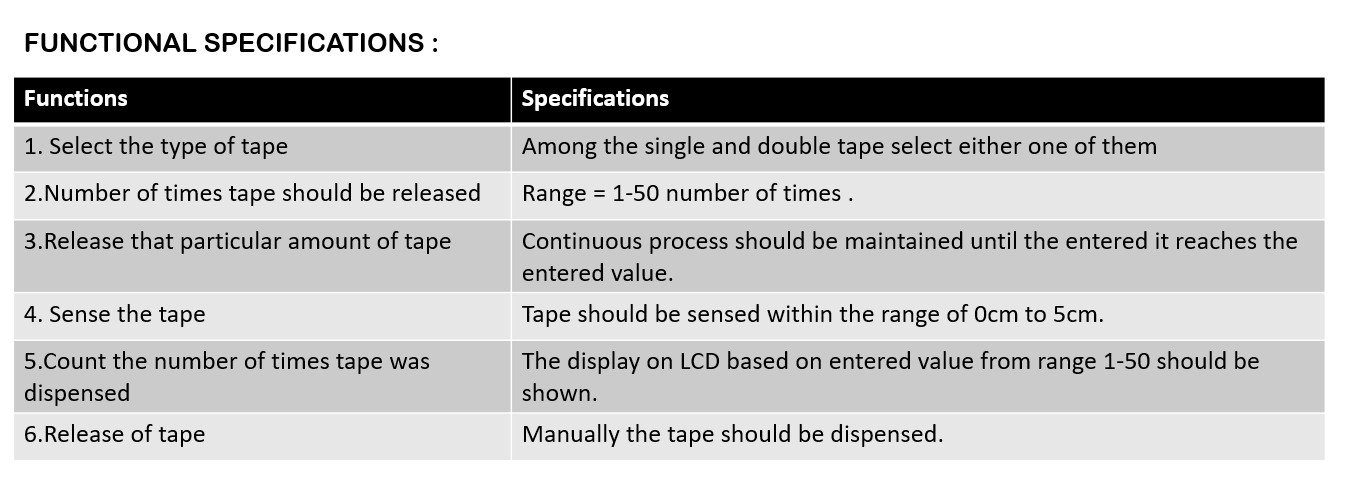 FUNCTIONAL SPECIFICATIONS :
Functions
Specifications
1. Select the type of tape
Among the single and double tape select either one of them
2.Number of times tape should be released
Range = 1-50 number of times .
3.Release that particular amount of tape
Continuous process should be maintained until the entered it reaches the
entered value.
4. Sense the tape
Tape should be sensed within the range of 0cm to 5cm.
5.Count the number of times tape was
dispensed
The display on LCD based on entered value from range 1-50 should be
shown.
6.Release of tape
Manually the tape should be dispensed.